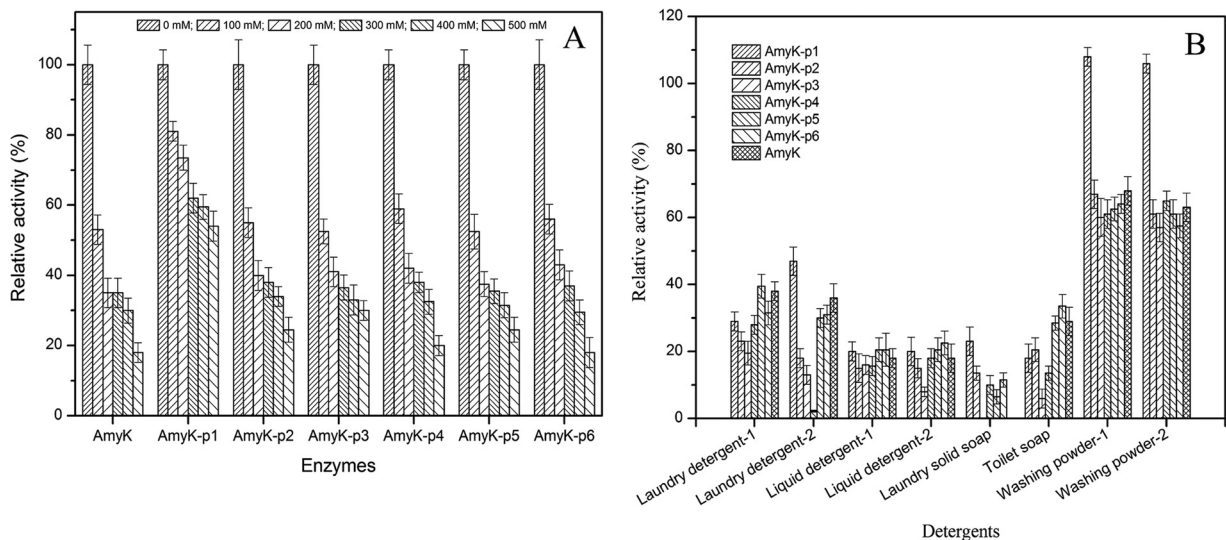 0 mM; 100 mM; 200 mM; 300 mM; 400 mM; 500 mM
A
Relative activity (%)
100
80
60
40
20
0
AmyK AmyK-p1 AmyK-p2 AmyK-p3 AmyK-p4 AmyK-p5 AmyK-p6
Enzymes
B
AmyK-p1
AmyK-p2
AmyK-p3
AmyK-p4
AmyK-p5
AmyK-p6
AmyK
Relative activity (%)
120
100
80
60
40
20
0
Laundry detergent-1
Laundry detergent-2
Liquid detergent-1
Liquid detergent-2
Laundry solid soap
Toilet soap
Washing powder-1
Washing powder-2
Detergents